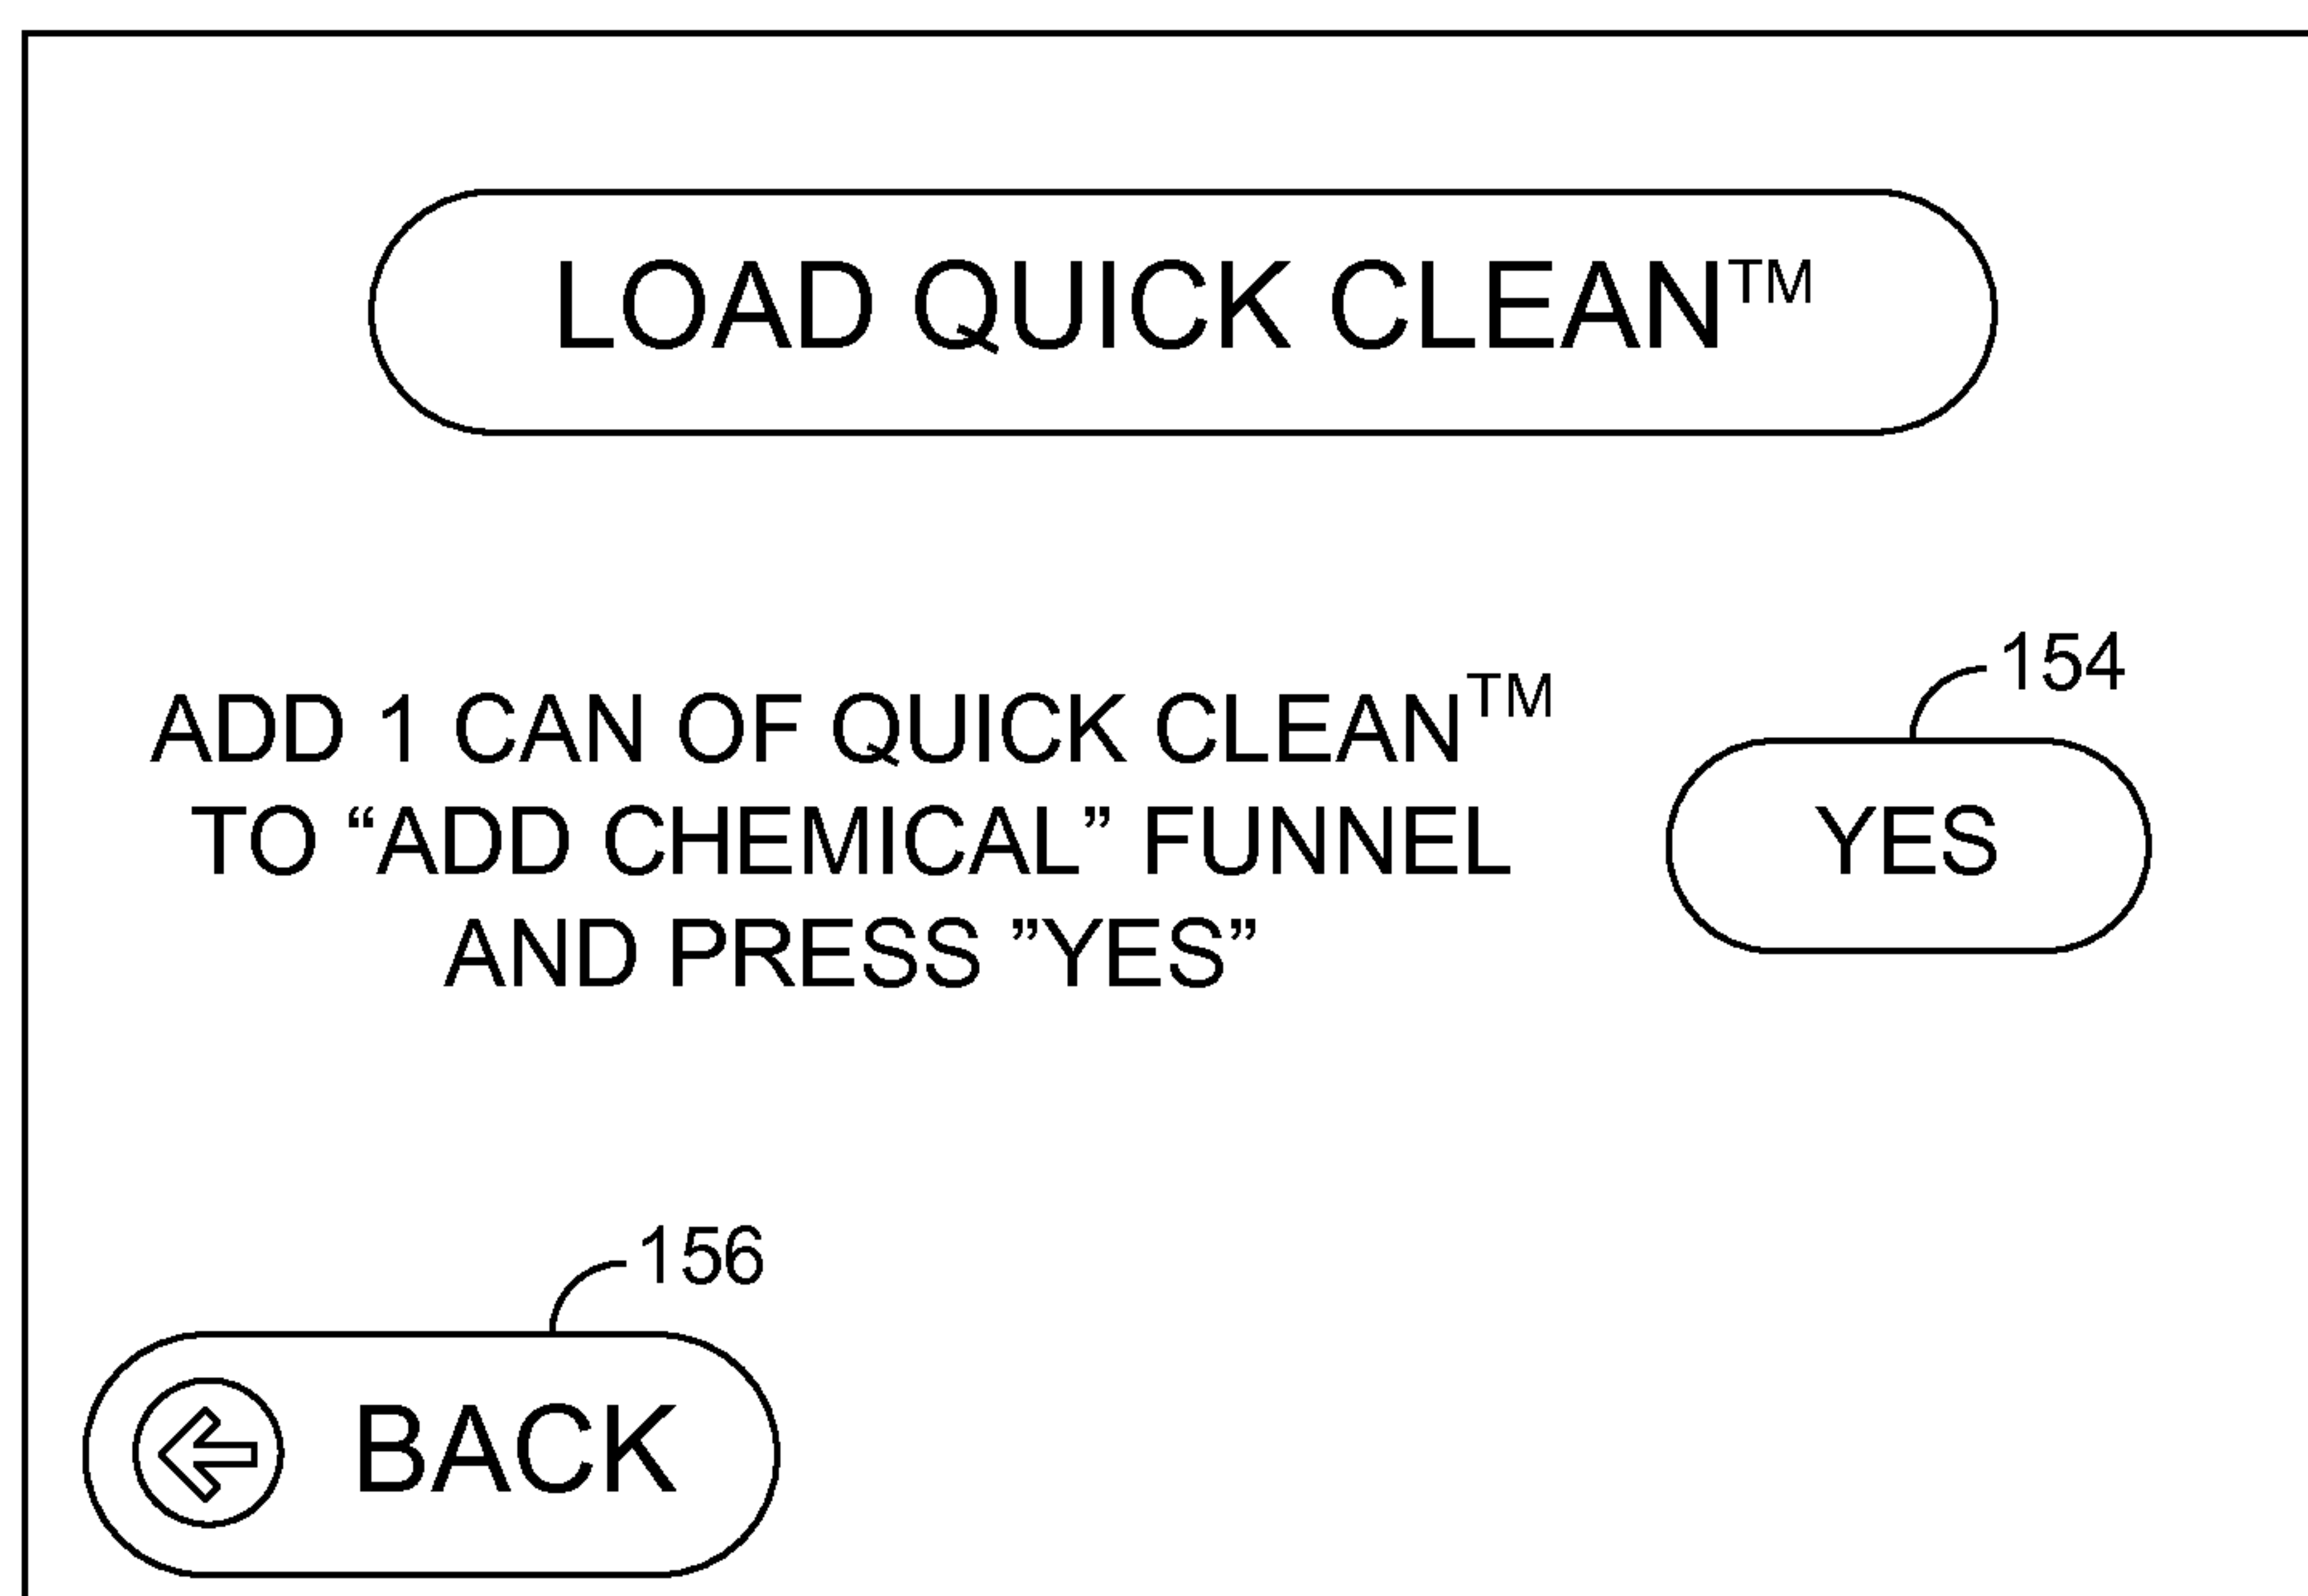 LOAD QUICK CLEAN™
154
ADD 1 CAN OF QUICK CLEAN™
TO “ADD CHEMICAL” FUNNEL
AND PRESS ”YES”
YES
156
BACK